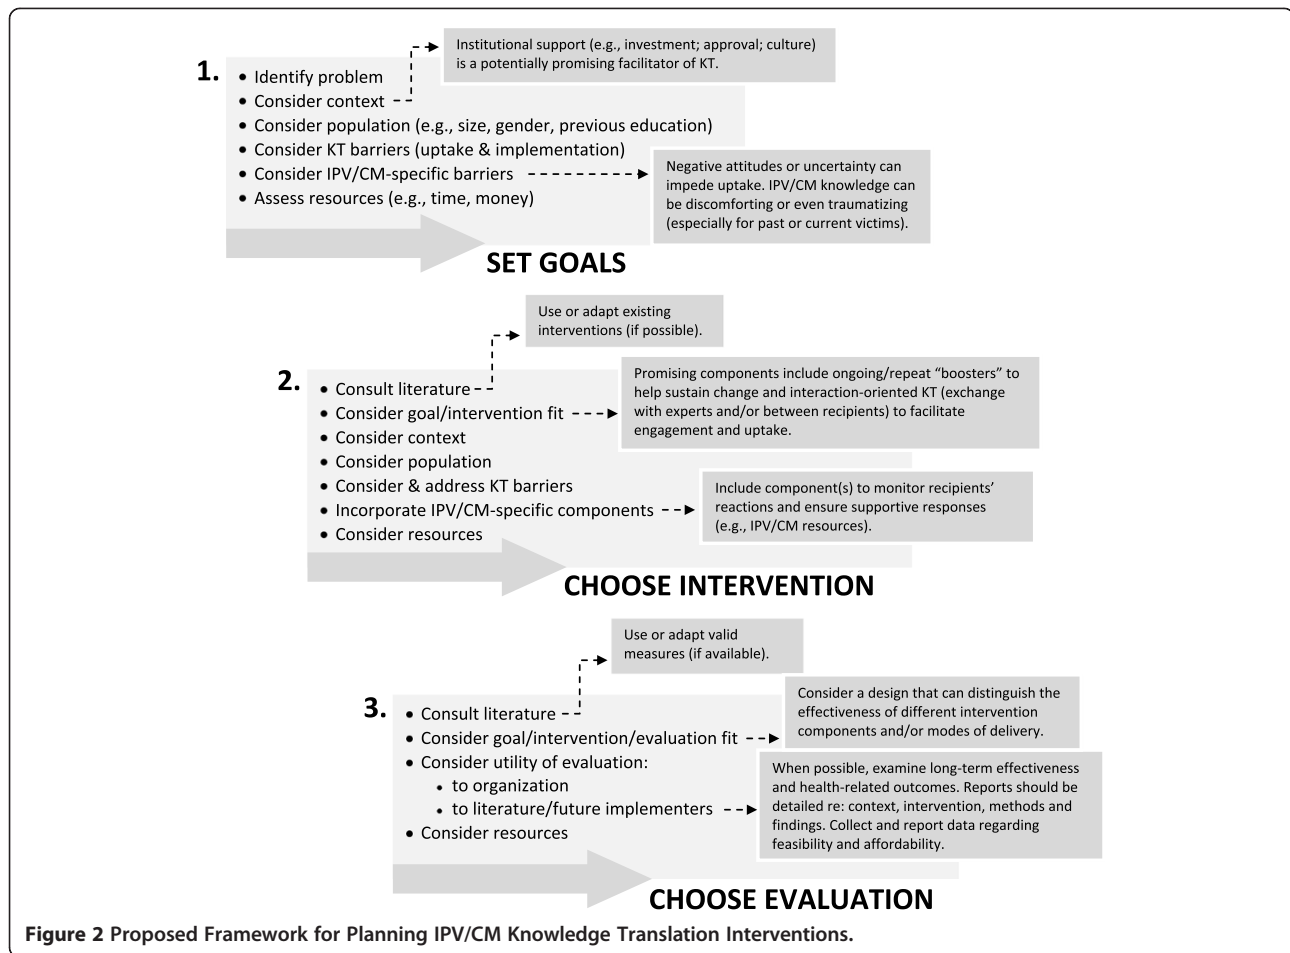 1.
Institutional support (e.g., investment; approval; culture)
is a potentially promising facilitator of KT.
• Identify problem
• Consider context
• Consider population (e.g., size, gender, previous education)
• Consider KT barriers (uptake & implementation)
• Consider IPV/CM-specific barriers
• Assess resources (e.g., time, money)
Negative attitudes or uncertainty can
impede uptake. IPV/CM knowledge can
be discomforting or even traumatizing
(especially for past or current victims).
SET GOALS
2.
Use or adapt existing
interventions (if possible).
• Consult literature
• Consider goal/intervention fit
• Consider context
• Consider population
• Consider & address KT barriers
• Incorporate IPV/CM-specific components
• Consider resources
Promising components include ongoing/repeat “boosters” to
help sustain change and interaction-oriented KT (exchange
with experts and/or between recipients) to facilitate
engagement and uptake.
Include component(s) to monitor recipients’
reactions and ensure supportive responses
(e.g., IPV/CM resources).
CHOOSE INTERVENTION
3.
Use or adapt valid
measures (if available).
• Consult literature
• Consider goal/intervention/evaluation fit
• Consider utility of evaluation:
• to organization
• to literature/future implementers
• Consider resources
Consider a design that can distinguish the
effectiveness of different intervention
components and/or modes of delivery.
When possible, examine long-term effectiveness
and health-related outcomes. Reports should be
detailed re: context, intervention, methods and
findings. Collect and report data regarding
feasibility and affordability.
CHOOSE EVALUATION
Figure 2 Proposed Framework for Planning IPV/CM Knowledge Translation Interventions.